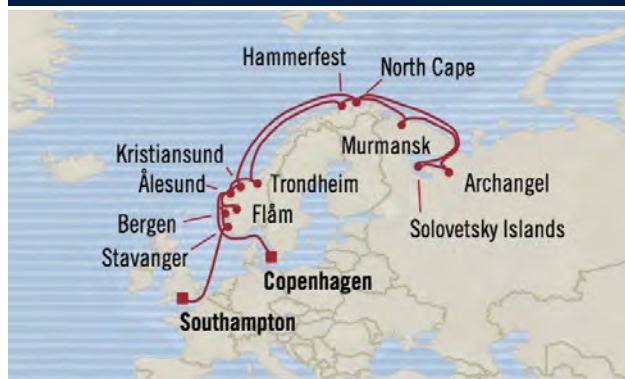 Hammerfest
North Cape
Murmansk
Kristiansund
Ålesund
Trondheim
Archangel
Bergen
Flåm
Solovetsky Islands
Stavanger
Copenhagen
Southampton